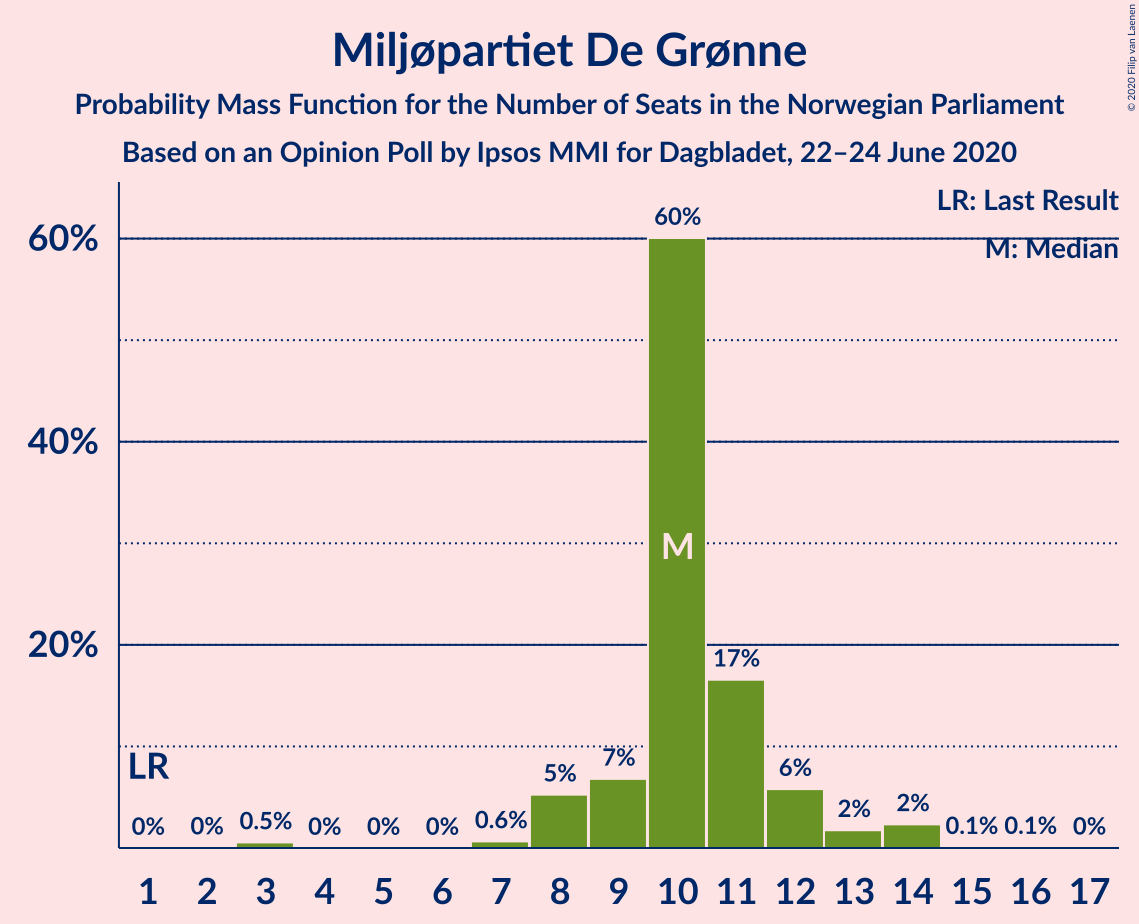 Miljøpartiet De Grønne
Probability Mass Function for the Number of Seats in the Norwegian Parliament
Based on an Opinion Poll by Ipsos MMI for Dagbladet, 22–24 June 2020
© 2020 Filip van Laenen
LR: Last Result
M: Median
60%
40%
20%
LR
M
0% 0% 0.5% 0% 0% 0% 0.6% 5% 7% 60% 17% 6% 2% 2% 0.1% 0.1% 0%
1 2 3 4 5 6 7 8 9 10 11 12 13 14 15 16 17